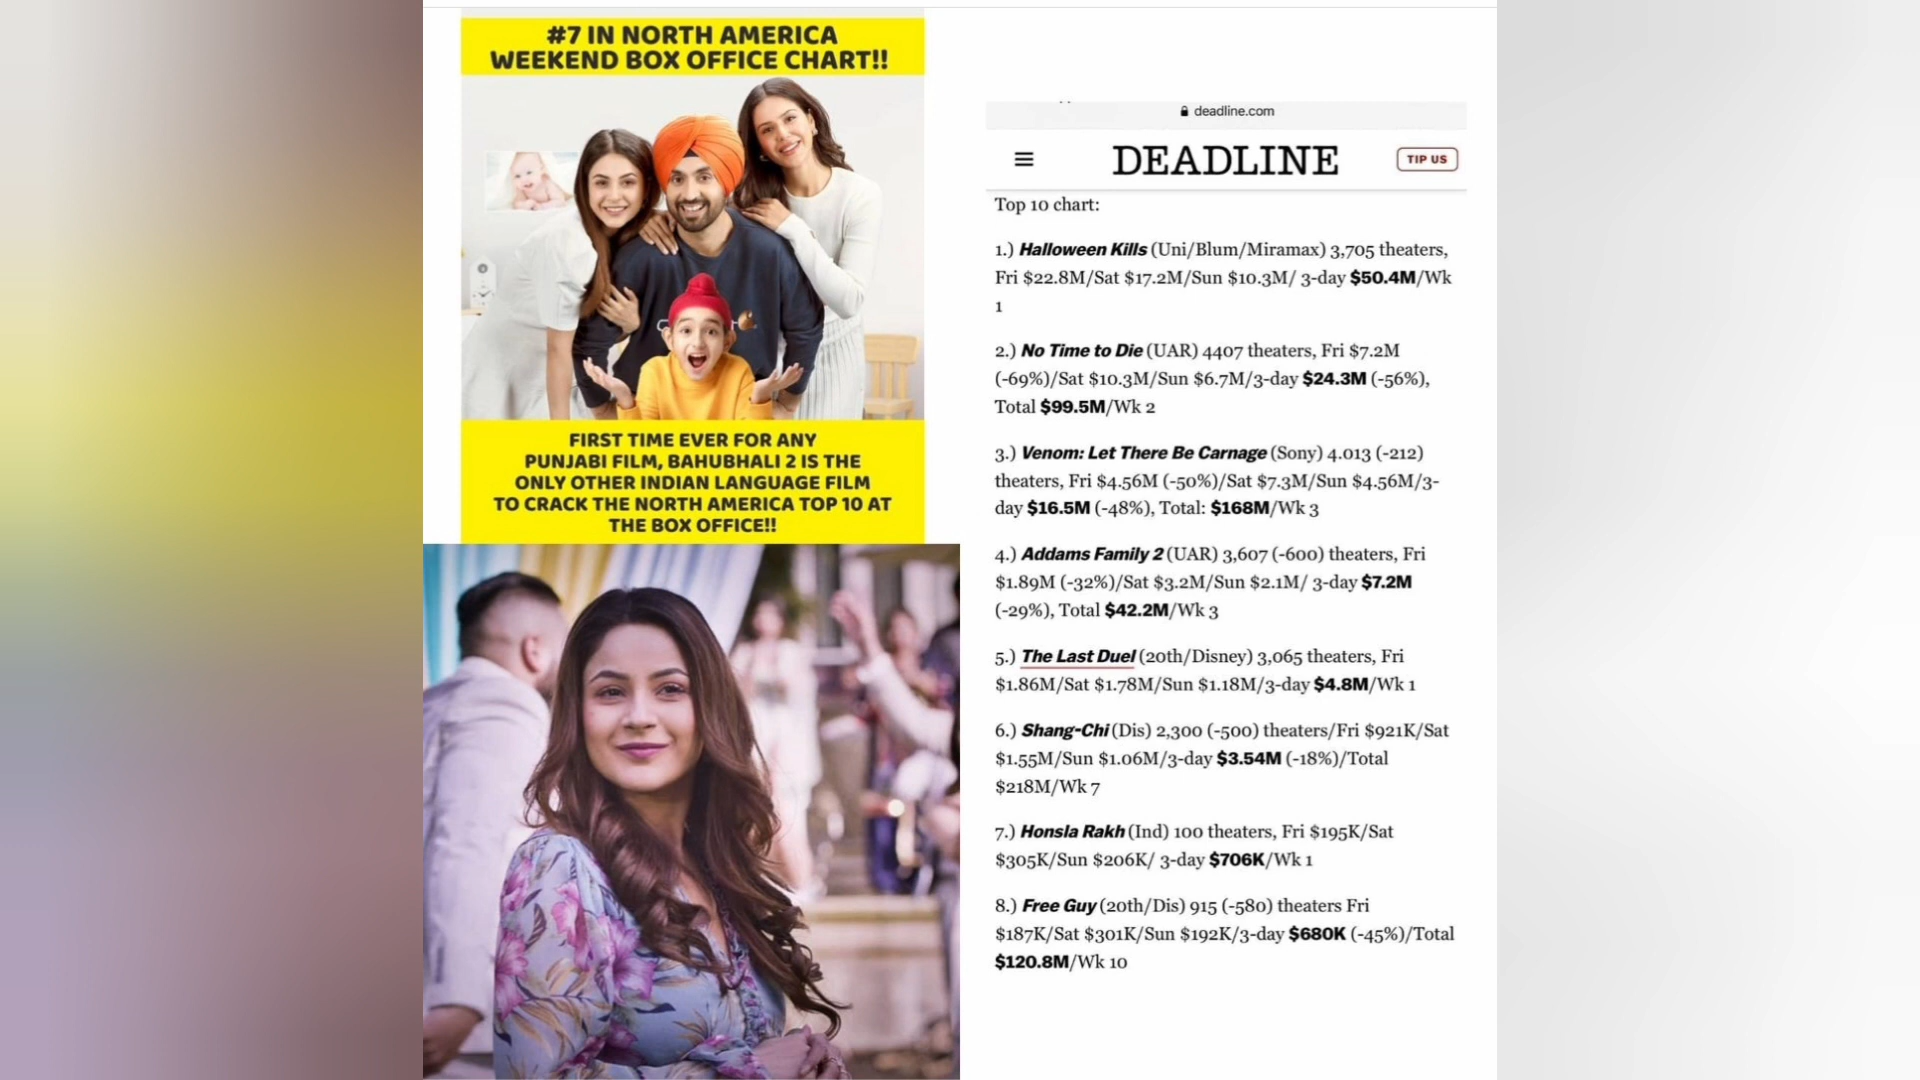 #7 IN NORTH AMERICA
WEEKEND BOX OFFICE CHART!!
FIRST TIME EVER FOR ANY
PUNJABI FILM, BAHUBHALI 2 IS THE
ONLY OTHER INDIAN LANGUAGE FILM
TO CRACK THE NORTH AMERICA TOP 10 AT
THE BOX OFFICE!!
deadline.com
DEADLINE
TIP US
Top 10 chart:
1.) Halloween Kills (Uni/Blum/Miramax) 3,705 theaters,
Fri $22.8M/Sat $17.2M/Sun $10.3M/ 3-day $50.4M/Wk
1
2.) No Time to Die (UAR) 4407 theaters, Fri $7.2M
(-69%)/Sat $10.3M/Sun $6.7M/3-day $24.3M (-56%),
Total $99.5M/Wk 2
3.) Venom: Let There Be Carnage (Sony) 4.013 (-212)
theaters, Fri $4.56M (-50%)/Sat $7.3M/Sun $4.56M/3-
day $16.5M (-48%), Total: $168M/Wk 3
4.) Addams Family 2 (UAR) 3,607 (-600) theaters, Fri
$1.89M (-32%)/Sat $3.2M/Sun $2.1M/ 3-day $7.2M
(-29%), Total $42.2M/Wk 3
5.) The Last Duel (20th/Disney) 3,065 theaters, Fri
$1.86M/Sat $1.78M/Sun $1.18M/3-day $4.8M/Wk 1
6.) Shang-Chi (Dis) 2,300 (-500) theaters/Fri $921K/Sat
$1.55M/Sun $1.06M/3-day $3.54M (-18%)/Total
$218M/Wk 7
7.) Honsla Rakh (Ind) 100 theaters, Fri $195K/Sat
$305K/Sun $206K/ 3-day $706K/Wk 1
8.) Free Guy (20th/Dis) 915 (-580) theaters Fri
$187K/Sat $301K/Sun $192K/3-day $680K (-45%)/Total
$120.8M/Wk 10